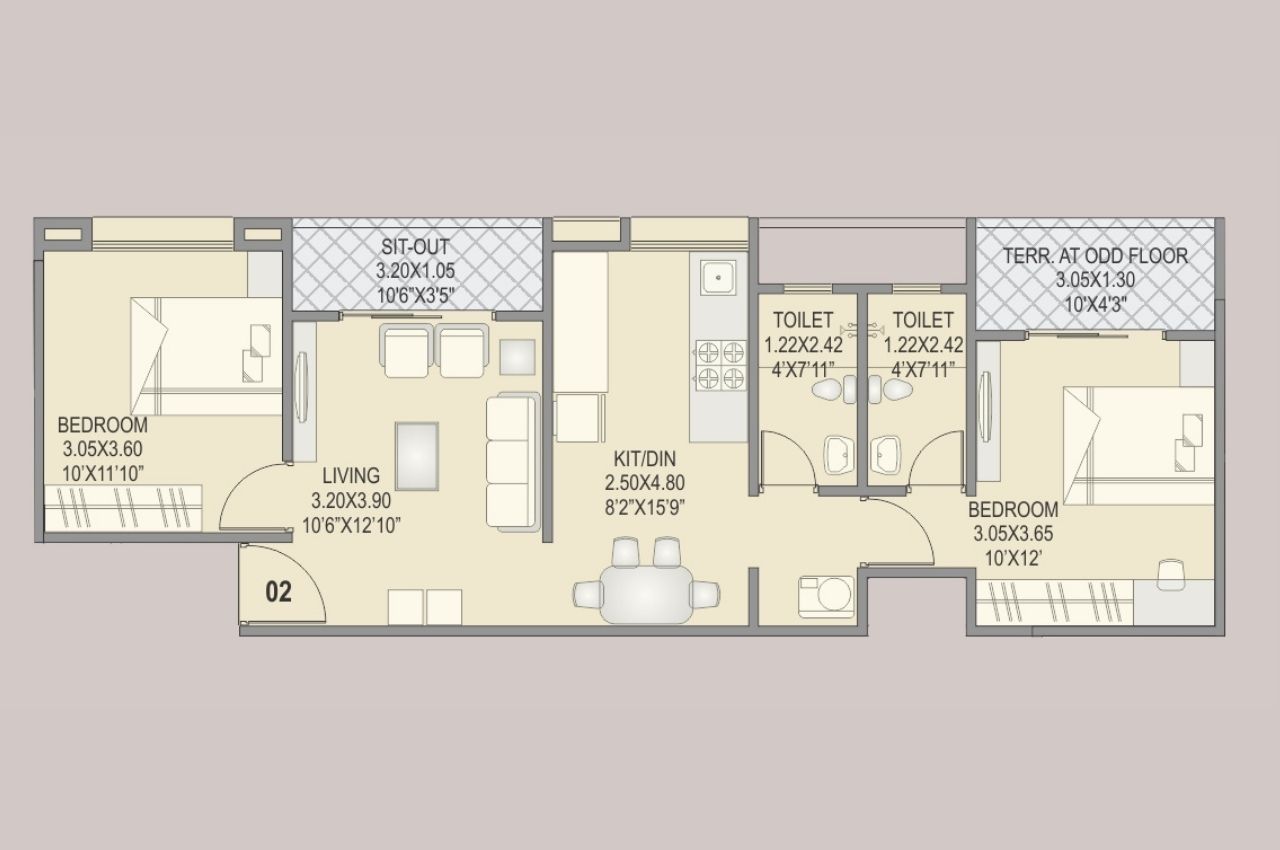 SIT-OUT
3.20X1.05
10'6"X3'5"
TERR. AT ODD FLOOR
3.05X1.30
10'X4'3"
TOILET
1.22X2.42
4'X7'11”
TOILET
1.22X2.42
4'X7'11”
BEDROOM
3.05X3.60
10’X11’10”
LIVING
3.20X3.90
10’6”X12’10”
KIT/DIN
2.50X4.80
8’2”X15’9”
BEDROOM
3.05X3.65
10’X12’
02